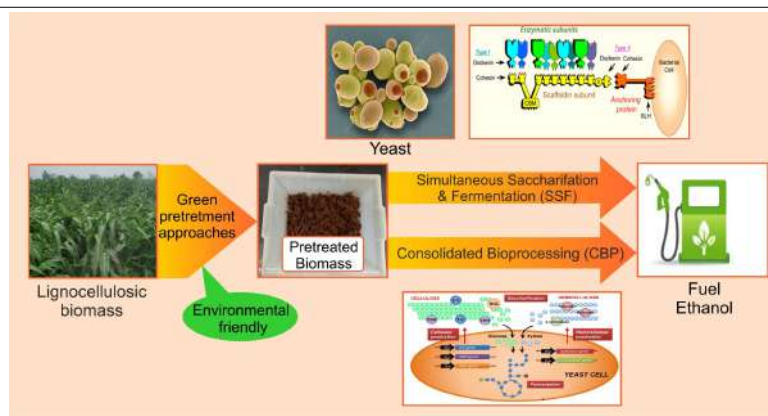 Enzymatic subunits
Type I
Type II
Dockerin
Dockerin
Cohesin
Bacterial
Cell
Cohesin
Scaffoldin subunit
CBM
Anchoring
protein
SLH
Yeast
Green
pretretment
approaches
Simultaneous Saccharifation
& Fermentation (SSF)
Pretreated
Biomass
Consolidated Bioprocessing (CBP)
Lignocellulosic
biomass
Environmental
friendly
Fuel
Ethanol
CELLULOSE
YEAST CELL